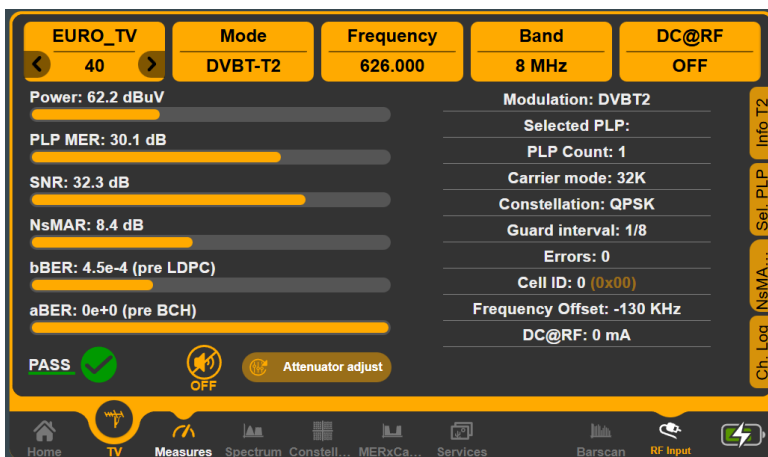 EURO_TV
40
Mode
DVBT-T2
Frequency
626.000
Band
8 MHz
DC@RF
OFF
Power: 62.2 dBuV
PLP MER: 30.1 dB
SNR: 32.3 dB
NsMAR: 8.4 dB
bBER: 4.5e-4 (pre LDPC)
aBER: 0e+0 (pre BCH)
PASS
OFF
Attenuator adjust
Modulation: DVBT2
Selected PLP:
PLP Count: 1
Carrier mode: 32K
Constellation: QPSK
Guard interval: 1/8
Errors: 0
Cell ID: 0 (0x00)
Frequency Offset: -130 KHz
DC@RF: 0 mA
Info T2
Sel. PLP
NsMA...
Ch. Log
Home
TV
Measures
Spectrum
Constell...
MERxCa...
Services
Barscan
RF Input